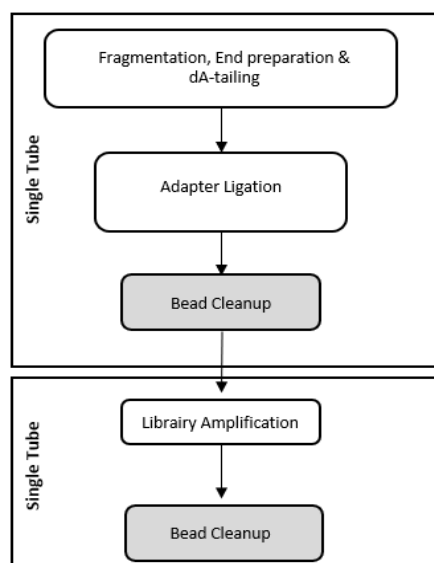 Single Tube
Fragmentation, End preparation &
dA-tailing
Adapter Ligation
Bead Cleanup
Single Tube
Librairy Amplification
Bead Cleanup